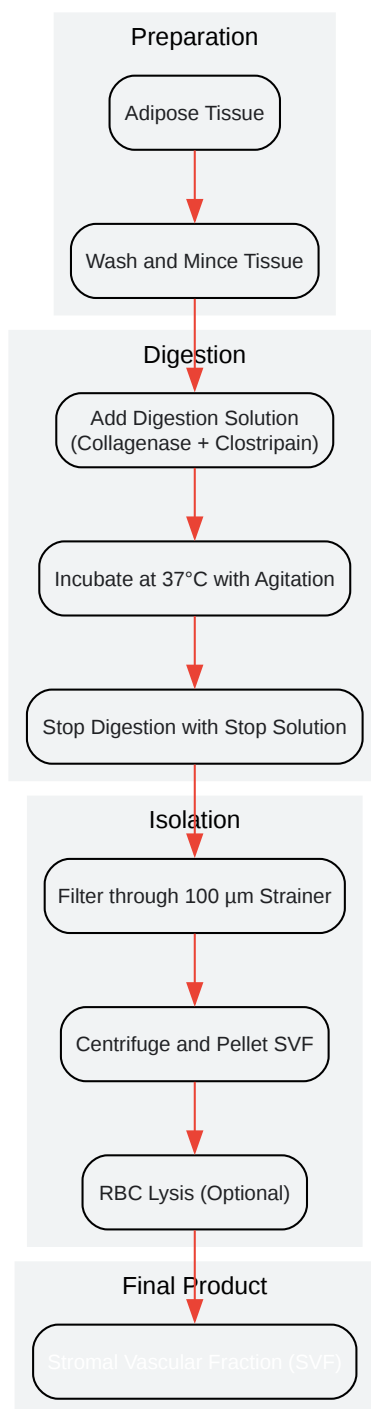 Preparation
Adipose Tissue
Wash and Mince Tissue
Digestion
Add Digestion Solution
(Collagenase + Clostripain)
Incubate at 37°C with Agitation
Stop Digestion with Stop Solution
Isolation
Filter through 100 µm Strainer
Centrifuge and Pellet SVF
RBC Lysis (Optional)
Final Product
Stromal Vascular Fraction (SVF)